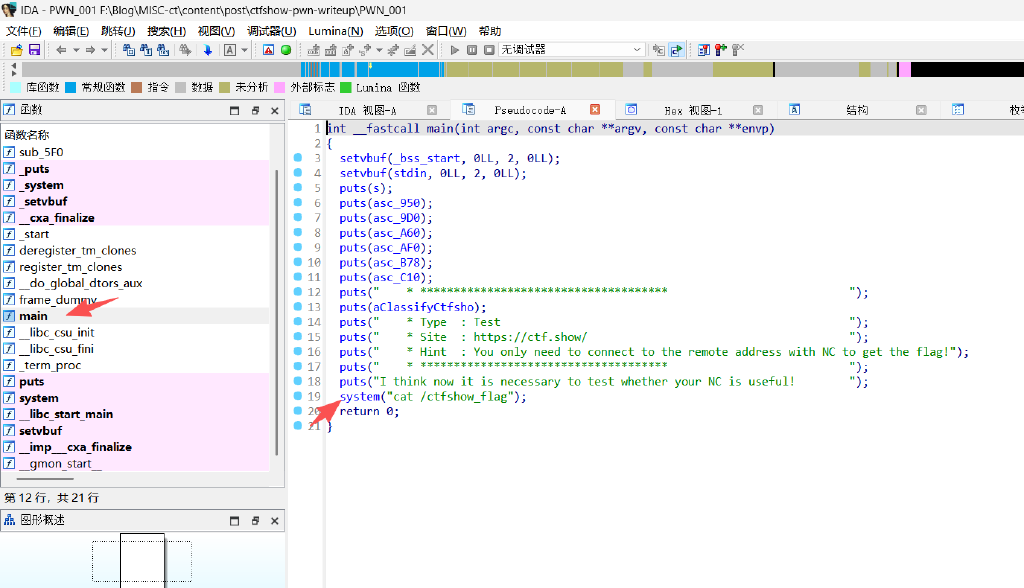 IDA - PWN_001 F:\Blog\MISC-ct\content\post\ctfshow-pwn-writeup\PWN_001
文件(F) 编辑(E) 跳转(J) 搜索(H) 视图(V) 调试器(U) Lumina(N) 选项(O) 窗口(W) 帮助
无调试器
库函数 常规函数 指令 数据 未分析 外部标志 Lumina 函数
函数
IDA 视图-A Pseudocode-A Hex 视图-1 结构
函数名称
sub_5F0
_puts
_system
_setvbuf
__cxa_finalize
_start
deregister_tm_clones
register_tm_clones
__do_global_dtors_aux
frame_dummy
main
__libc_csu_init
__libc_csu_fini
_term_proc
puts
system
__libc_start_main
setvbuf
__imp___cxa_finalize
__gmon_start__
第 12 行，共 21 行
图形概述
1 int __fastcall main(int argc, const char **argv, const char **envp)
2 {
3 setvbuf(_bss_start, 0LL, 2, 0LL);
4 setvbuf(stdin, 0LL, 2, 0LL);
5 puts(s);
6 puts(asc_950);
7 puts(asc_9D0);
8 puts(asc_A60);
9 puts(asc_AF0);
10 puts(asc_B78);
11 puts(asc_C10);
12 puts("    * *************************************                           ");
13 puts(aClassifyCtfsho);
14 puts("    * Type  : Test                                                    ");
15 puts("    * Site  : https://ctf.show/                                       ");
16 puts("    * Hint  : You only need to connect to the remote address with NC to get the flag!");
17 puts("    * *************************************                           ");
18 puts("I think now it is necessary to test whether your NC is useful!        ");
19 system("cat /ctfshow_flag");
20 return 0;
21 }